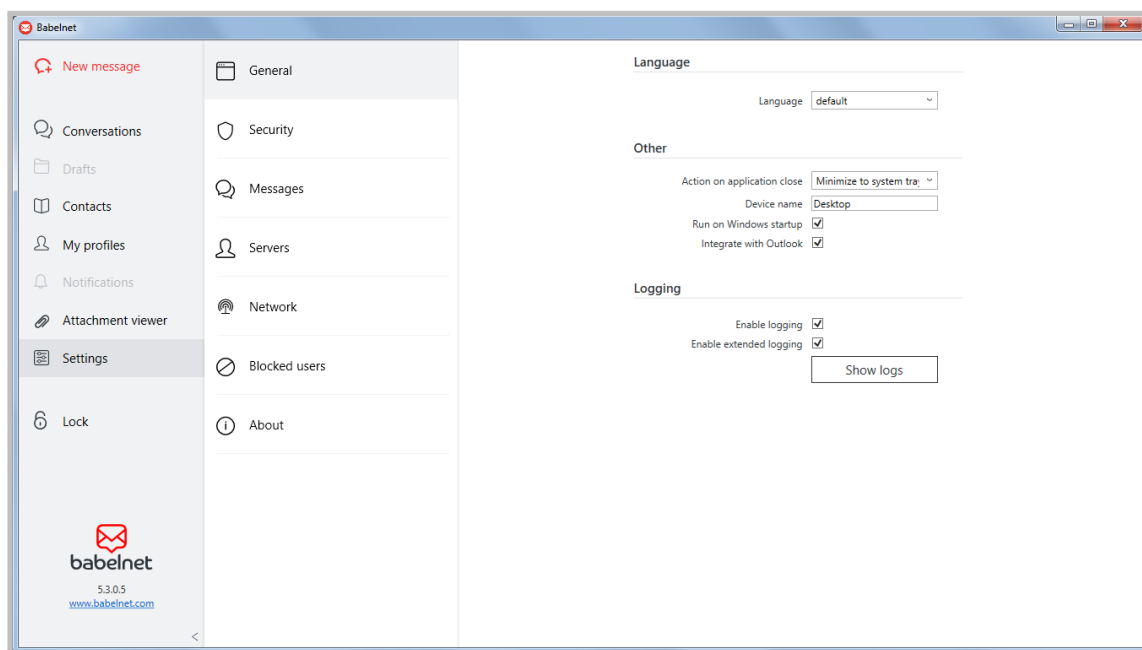 Babelnet
New message
Conversations
Drafts
Contacts
My profiles
Notifications
Attachment viewer
Settings
Lock
babelnet
5.3.0.5
www.babelnet.com
General
Security
Messages
Servers
Network
Blocked users
About
Language
Language default
Other
Action on application close Minimize to system tra
Device name Desktop
Run on Windows startup
Integrate with Outlook
Logging
Enable logging
Enable extended logging
Show logs